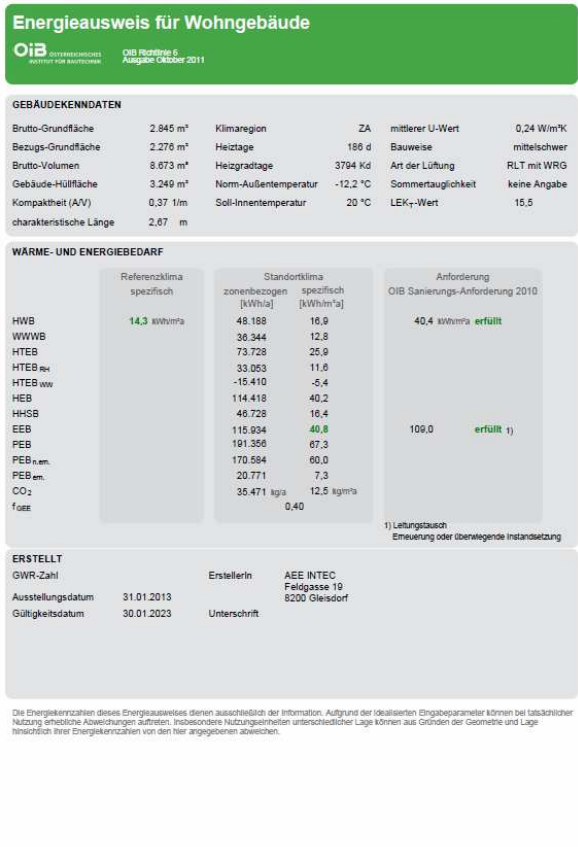 Energieausweis für Wohngebäude
OiB ÖSTERREICHISCHES INSTITUT FÜR BAUTECHNIK
OIB Richtlinie 6
Ausgabe Oktober 2011
GEBÄUDEKENNDATEN
Brutto-Grundfläche 2.845 m² Klimaregion ZA mittlerer U-Wert 0,24 W/m²K
Bezugs-Grundfläche 2.276 m² Heiztage 186 d Bauweise mittelschwer
Brutto-Volumen 8.673 m³ Heizgradtage 3794 Kd Art der Lüftung RLT mit WRG
Gebäude-Hüllfläche 3.249 m² Norm-Außentemperatur -12,2 °C Sommertauglichkeit keine Angabe
Kompaktheit (A/V) 0,37 1/m Soll-Innentemperatur 20 °C LEKT-Wert 15,5
charakteristische Länge 2,67 m
WÄRME- UND ENERGIEBEDARF
Referenzklima Standortklima Anforderung
spezifisch zonenbezogen spezifisch OIB Sanierungs-Anforderung 2010
[kWh/a] [kWh/m²a]
HWB 14,3 kWh/m²a 48.188 16,9 40,4 kWh/m²a erfüllt
WWWB 36.344 12,8
HTEB 73.728 25,9
HTEB RH 33.053 11,6
HTEB WW -15.410 -5,4
HEB 114.418 40,2
HHSB 46.728 16,4
EEB 115.934 40,8 109,0 erfüllt 1)
PEB 191.356 67,3
PEB n.em. 170.584 60,0
PEB em. 20.771 7,3
CO2 35.471 kg/a 12,5 kg/m²a
fGEE 0,40
1) Leitungstausch
Erneuerung oder überwiegende Instandsetzung
ERSTELLT
GWR-Zahl ErstellerIn AEE INTEC
Feldgasse 19
Ausstellungsdatum 31.01.2013 8200 Gleisdorf
Gültigkeitsdatum 30.01.2023 Unterschrift
Die Energiekennzahlen dieses Energieausweises dienen ausschließlich der Information. Aufgrund der idealisierten Eingabeparameter können bei tatsächlicher
Nutzung erhebliche Abweichungen auftreten. Insbesondere Nutzungseinheiten unterschiedlicher Lage können aus Gründen der Geometrie und Lage
hinsichtlich ihrer Energiekennzahlen von den hier angegebenen abweichen.